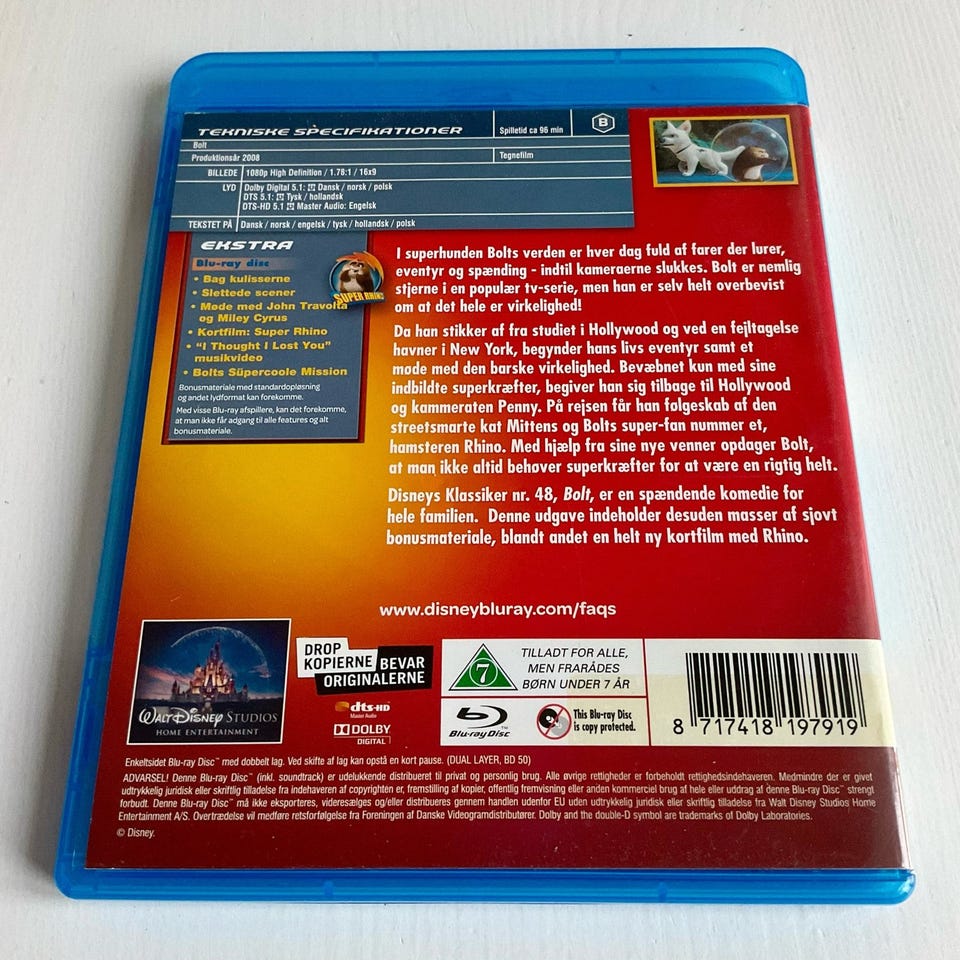 TEKNISKE SPECIFIKATIONER
Spilletid ca 96 min
B
Bolt
Produktionsår 2008
Tegnefilm
BILLEDE
1080p High Definition / 1.78:1 / 16x9
LYD
Dolby Digital 5.1: Dansk / norsk / polsk
DTS 5.1: Tysk / hollandsk
DTS-HD 5.1 Master Audio: Engelsk
TEKSTET PÅ
Dansk / norsk / engelsk / tysk / hollandsk / polsk
EKSTRA
Blu-ray disc
• Bag kulisserne
• Slettede scener
• Møde med John Travolta
og Miley Cyrus
• Kortfilm: Super Rhino
• "I Thought I Lost You"
musikvideo
• Bolts Süpercoole Mission
Bonusmateriale med standardopløsning
og andet lydformat kan forekomme.
Med visse Blu-ray afspillere, kan det forekomme,
at man ikke får adgang til alle features og alt
bonusmateriale.
SUPER RHINO
I superhunden Bolts verden er hver dag fuld af farer der lurer,
eventyr og spænding - indtil kameraerne slukkes. Bolt er nemlig
stjerne i en populær tv-serie, men han er selv helt overbevist
om at det hele er virkelighed!
Da han stikker af fra studiet i Hollywood og ved en fejltagelse
havner i New York, begynder hans livs eventyr samt et
møde med den barske virkelighed. Bevæbnet kun med sine
indbildte superkræfter, begiver han sig tilbage til Hollywood
og kammeraten Penny. På rejsen får han følgeskab af den
streetsmarte kat Mittens og Bolts super-fan nummer et,
hamsteren Rhino. Med hjælp fra sine nye venner opdager Bolt,
at man ikke altid behøver superkræfter for at være en rigtig helt.
Disneys Klassiker nr. 48, Bolt, er en spændende komedie for
hele familien. Denne udgave indeholder desuden masser af sjovt
bonusmateriale, blandt andet en helt ny kortfilm med Rhino.
www.disneybluray.com/faqs
WALT DISNEY STUDIOS
HOME ENTERTAINMENT
DROP
KOPIERNE BEVAR
ORIGINALERNE
dts-HD
Master Audio
DOLBY
DIGITAL
7
TILLADT FOR ALLE,
MEN FRARÅDES
BØRN UNDER 7 ÅR
Blu-ray Disc™
This Blu-ray Disc
is copy protected.
8 717418 197919
Enkeltsidet Blu-ray Disc™ med dobbelt lag. Ved skifte af lag kan opstå en kort pause. (DUAL LAYER, BD 50)
ADVARSEL! Denne Blu-ray Disc™ (inkl. soundtrack) er udelukkende distribueret til privat og personlig brug. Alle øvrige rettigheder er forbeholdt rettighedsindehaveren. Medmindre der er givet
udtrykkelig juridisk eller skriftlig tilladelse fra indehaveren af copyrighten er, fremstilling af kopier, offentlig fremvisning eller anden kommerciel brug af hele eller uddrag af denne Blu-ray Disc™ strengt
forbudt. Denne Blu-ray Disc™ må ikke eksporteres, videresælges og/eller distribueres gennem handlen udenfor EU uden udtrykkelig juridisk eller skriftlig tilladelse fra Walt Disney Studios Home
Entertainment A/S. Overtrædelse vil medføre retsforfølgelse fra Foreningen af Danske Videogramdistributører. Dolby and the double-D symbol are trademarks of Dolby Laboratories.
© Disney.